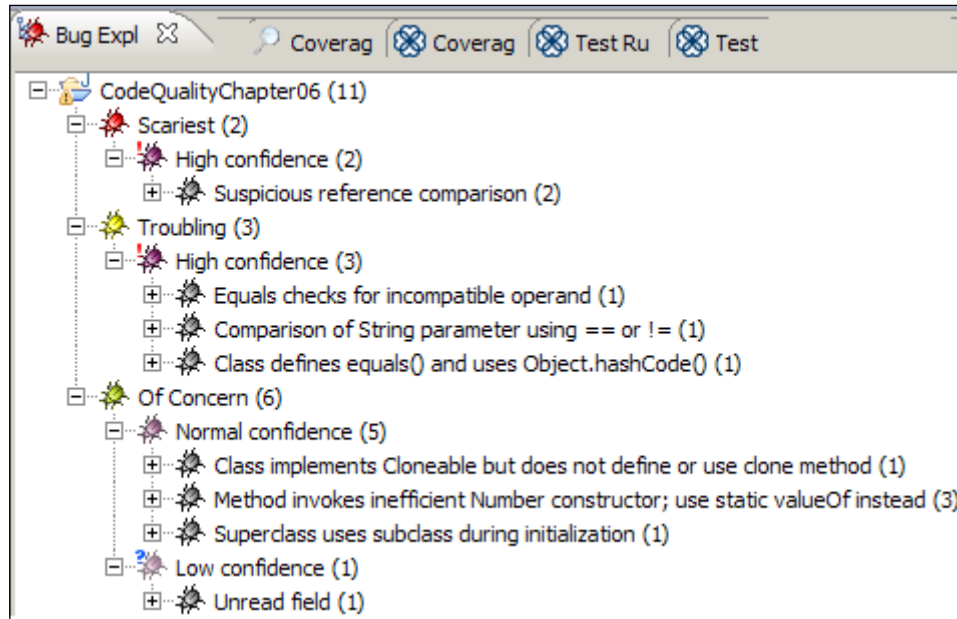 Bug Expl Coverag Coverag Test Ru Test
CodeQualityChapter06 (11)
Scariest (2)
High confidence (2)
Suspicious reference comparison (2)
Troubling (3)
High confidence (3)
Equals checks for incompatible operand (1)
Comparison of String parameter using == or != (1)
Class defines equals() and uses Object.hashCode() (1)
Of Concern (6)
Normal confidence (5)
Class implements Cloneable but does not define or use clone method (1)
Method invokes inefficient Number constructor; use static valueOf instead (3)
Superclass uses subclass during initialization (1)
Low confidence (1)
Unread field (1)